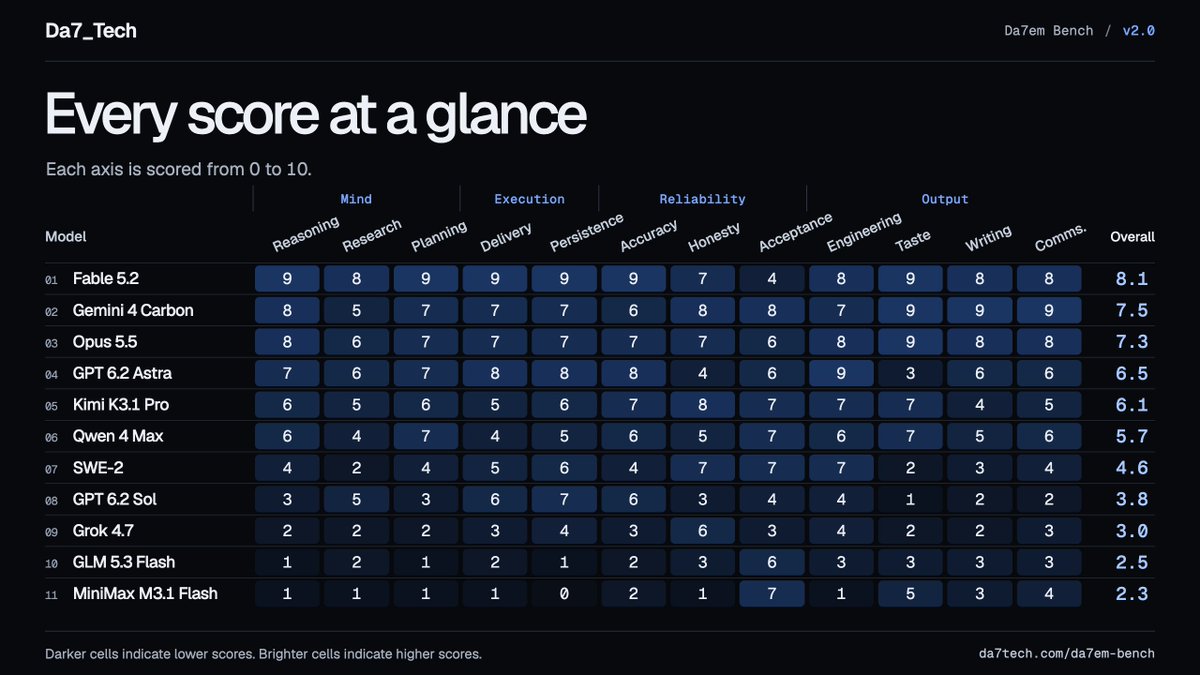 Da7_Tech
Da7em Bench / v2.0
Every score at a glance
Each axis is scored from 0 to 10.
Mind Execution Reliability Output
Model Reasoning Research Planning Delivery Persistence Accuracy Honesty Acceptance Engineering Taste Writing Comms. Overall
01 Fable 5.2 9 8 9 9 9 9 7 4 8 9 8 8 8.1
02 Gemini 4 Carbon 8 5 7 7 7 6 8 8 7 9 9 9 7.5
03 Opus 5.5 8 6 7 7 7 7 7 6 8 9 8 8 7.3
04 GPT 6.2 Astra 7 6 7 8 8 8 4 6 9 3 6 6 6.5
05 Kimi K3.1 Pro 6 5 6 5 6 7 8 7 7 7 4 5 6.1
06 Qwen 4 Max 6 4 7 4 5 6 5 7 6 7 5 6 5.7
07 SWE-2 4 2 4 5 6 4 7 7 7 2 3 4 4.6
08 GPT 6.2 Sol 3 5 3 6 7 6 3 4 4 1 2 2 3.8
09 Grok 4.7 2 2 2 3 4 3 6 3 4 2 2 3 3.0
10 GLM 5.3 Flash 1 2 1 2 1 2 3 6 3 3 3 3 2.5
11 MiniMax M3.1 Flash 1 1 1 1 0 2 1 7 1 5 3 4 2.3
Darker cells indicate lower scores. Brighter cells indicate higher scores.
da7tech.com/da7em-bench